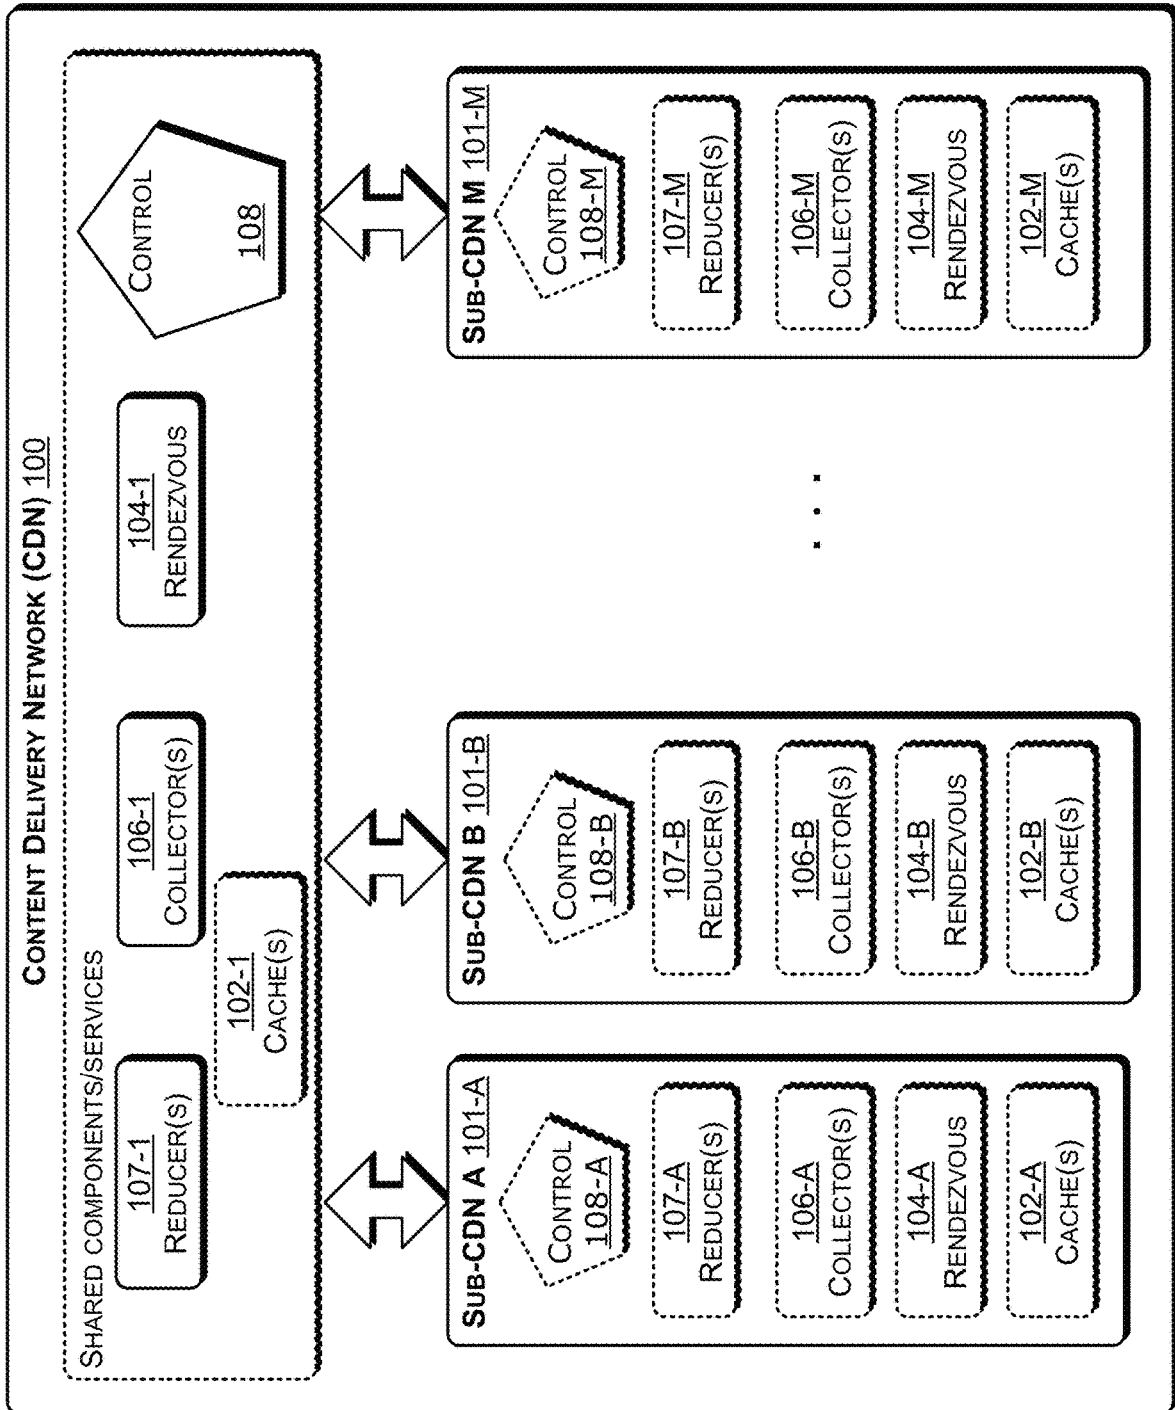 CONTENT DELIVERY NETWORK (CDN) 100
SHARED COMPONENTS/SERVICES
107-1
REDUCER(S)
106-1
COLLECTOR(S)
104-1
RENDEZVOUS
CONTROL
108
102-1
CACHE(S)
SUB-CDN A 101-A
CONTROL
108-A
107-A
REDUCER(S)
106-A
COLLECTOR(S)
104-A
RENDEZVOUS
102-A
CACHE(S)
SUB-CDN B 101-B
CONTROL
108-B
107-B
REDUCER(S)
106-B
COLLECTOR(S)
104-B
RENDEZVOUS
102-B
CACHE(S)
. . .
SUB-CDN M 101-M
CONTROL
108-M
107-M
REDUCER(S)
106-M
COLLECTOR(S)
104-M
RENDEZVOUS
102-M
CACHE(S)